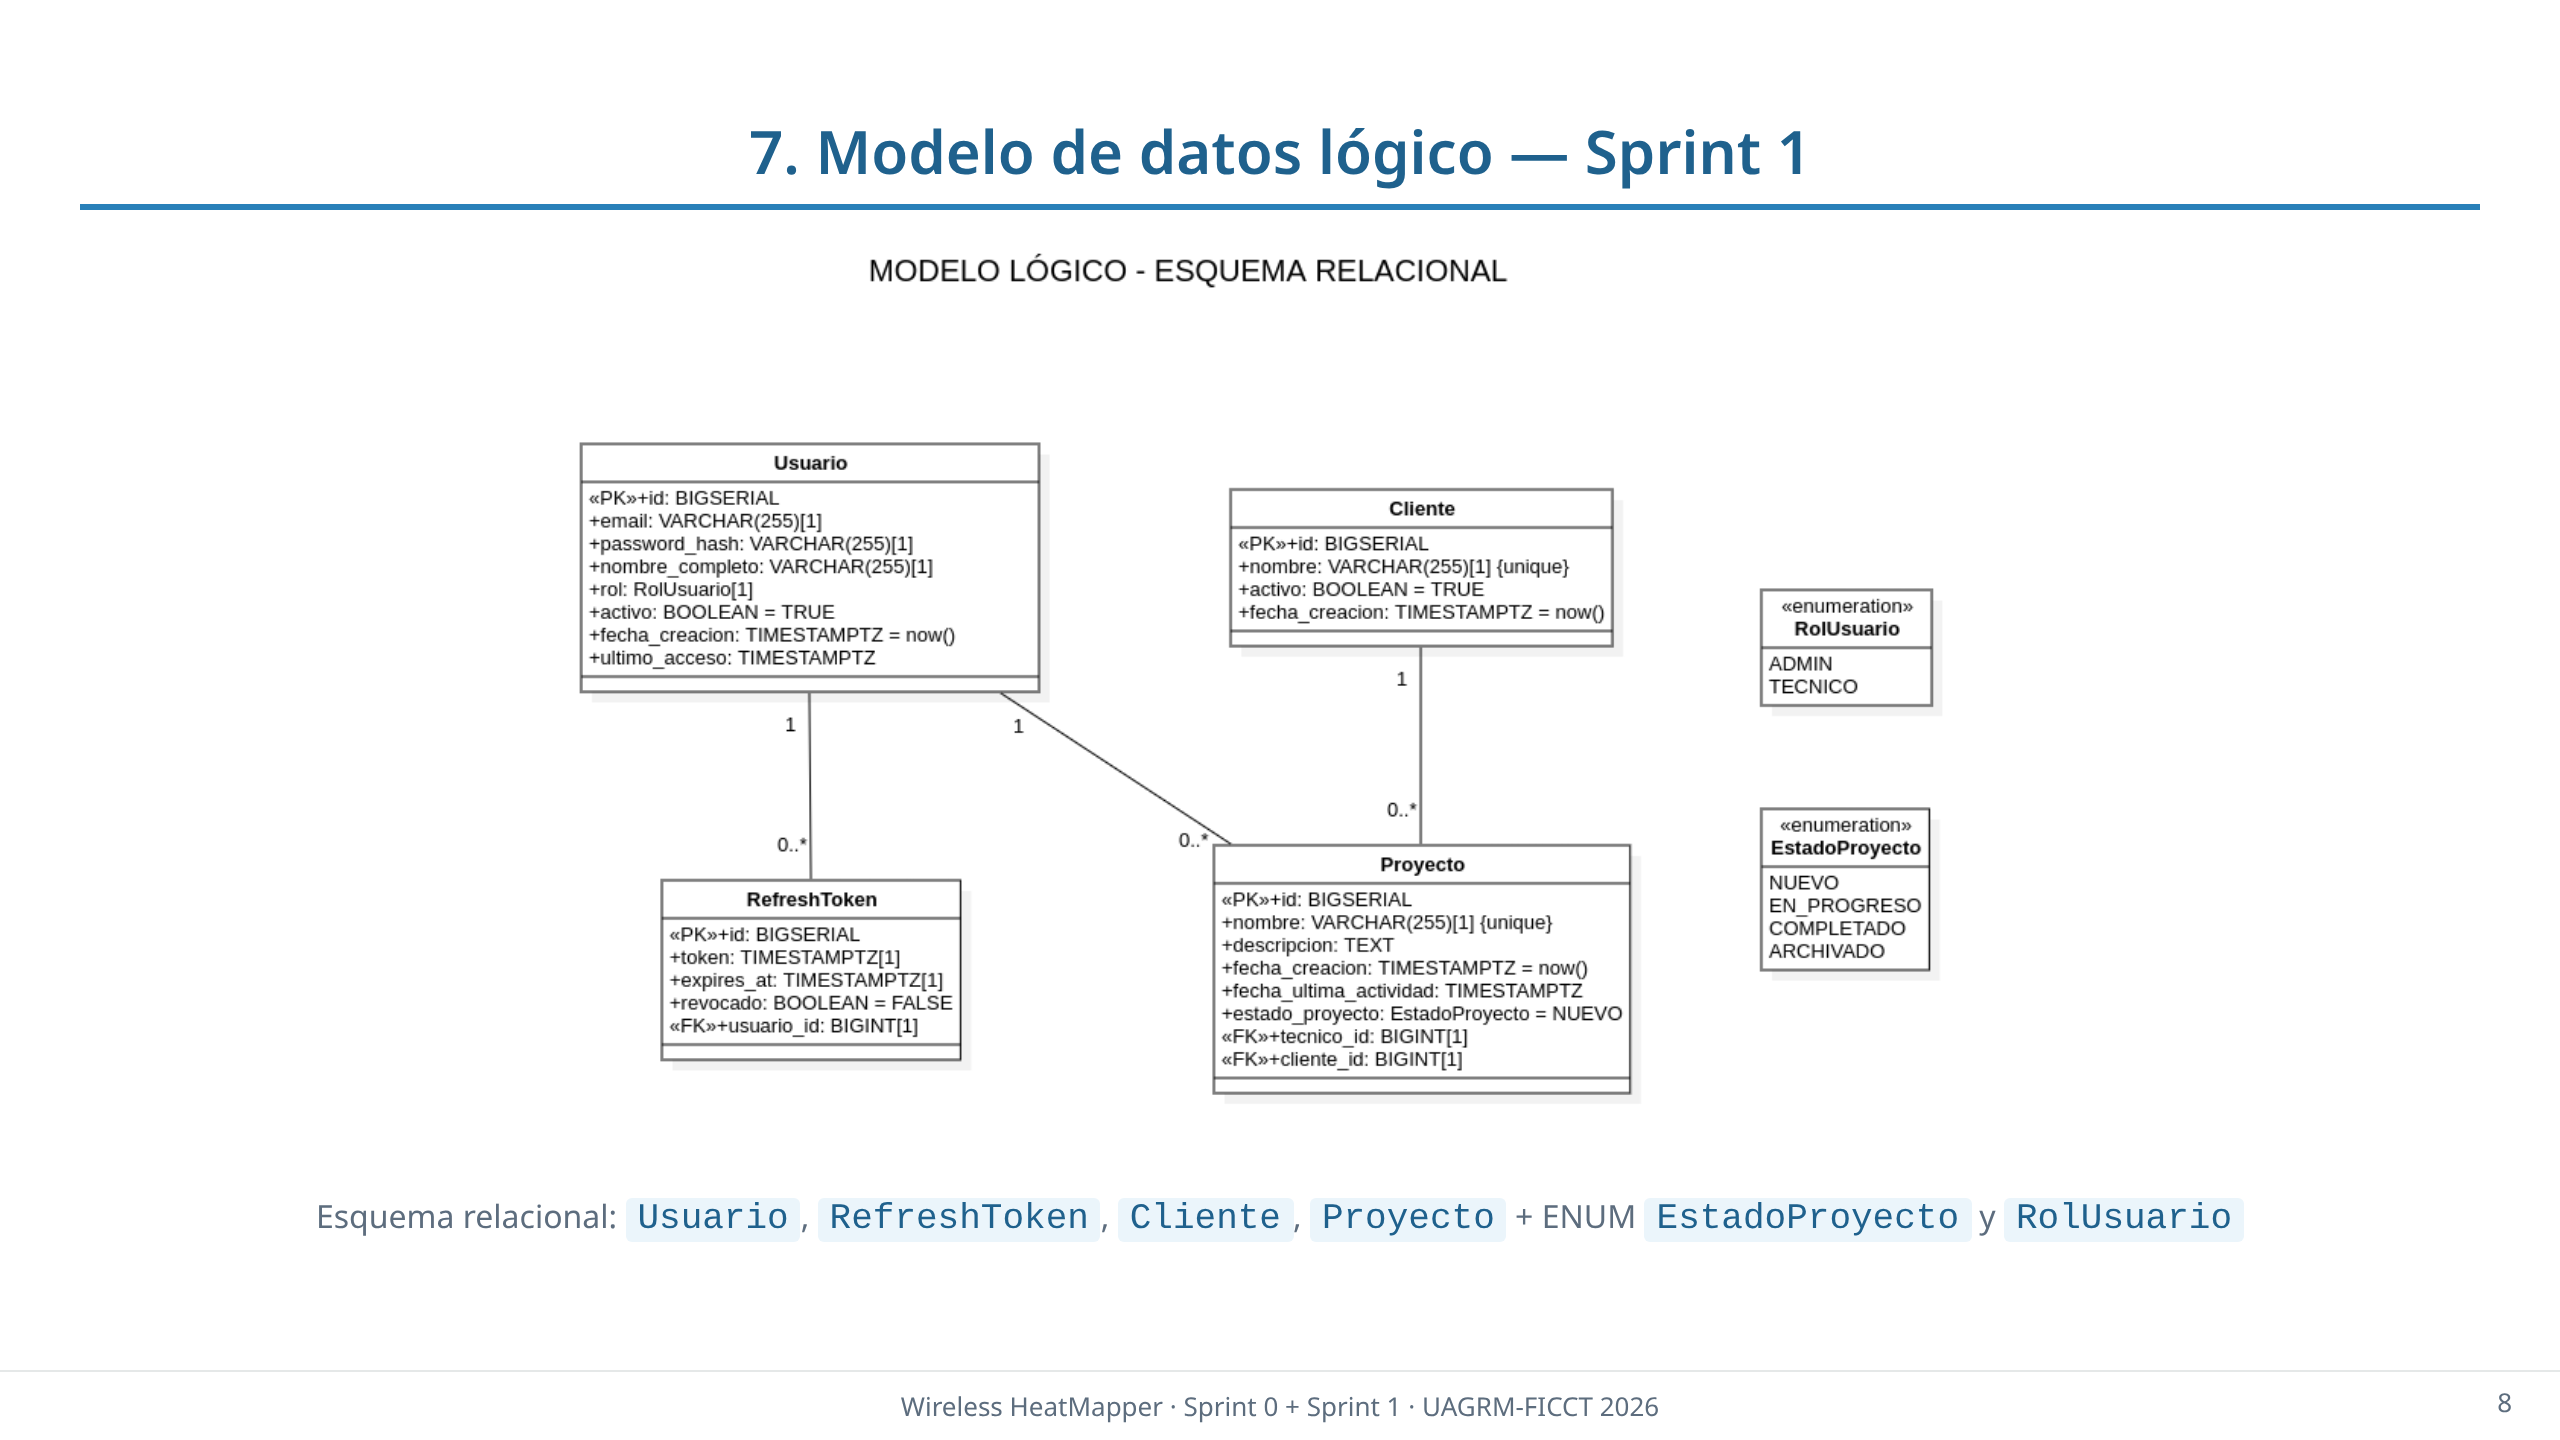 7. Modelo de datos lógico — Sprint 1
MODELO LÓGICO - ESQUEMA RELACIONAL
Usuario
«PK»+id: BIGSERIAL
+email: VARCHAR(255)[1]
+password_hash: VARCHAR(255)[1]
+nombre_completo: VARCHAR(255)[1]
+rol: RolUsuario[1]
+activo: BOOLEAN = TRUE
+fecha_creacion: TIMESTAMPTZ = now()
+ultimo_acceso: TIMESTAMPTZ
Cliente
«PK»+id: BIGSERIAL
+nombre: VARCHAR(255)[1] {unique}
+activo: BOOLEAN = TRUE
+fecha_creacion: TIMESTAMPTZ = now()
«enumeration»
RolUsuario
ADMIN
TECNICO
1
1
1
0..*
0..*
0..*
RefreshToken
«PK»+id: BIGSERIAL
+token: TIMESTAMPTZ[1]
+expires_at: TIMESTAMPTZ[1]
+revocado: BOOLEAN = FALSE
«FK»+usuario_id: BIGINT[1]
Proyecto
«PK»+id: BIGSERIAL
+nombre: VARCHAR(255)[1] {unique}
+descripcion: TEXT
+fecha_creacion: TIMESTAMPTZ = now()
+fecha_ultima_actividad: TIMESTAMPTZ
+estado_proyecto: EstadoProyecto = NUEVO
«FK»+tecnico_id: BIGINT[1]
«FK»+cliente_id: BIGINT[1]
«enumeration»
EstadoProyecto
NUEVO
EN_PROGRESO
COMPLETADO
ARCHIVADO
Esquema relacional: Usuario, RefreshToken, Cliente, Proyecto + ENUM EstadoProyecto y RolUsuario
Wireless HeatMapper · Sprint 0 + Sprint 1 · UAGRM-FICCT 2026
8